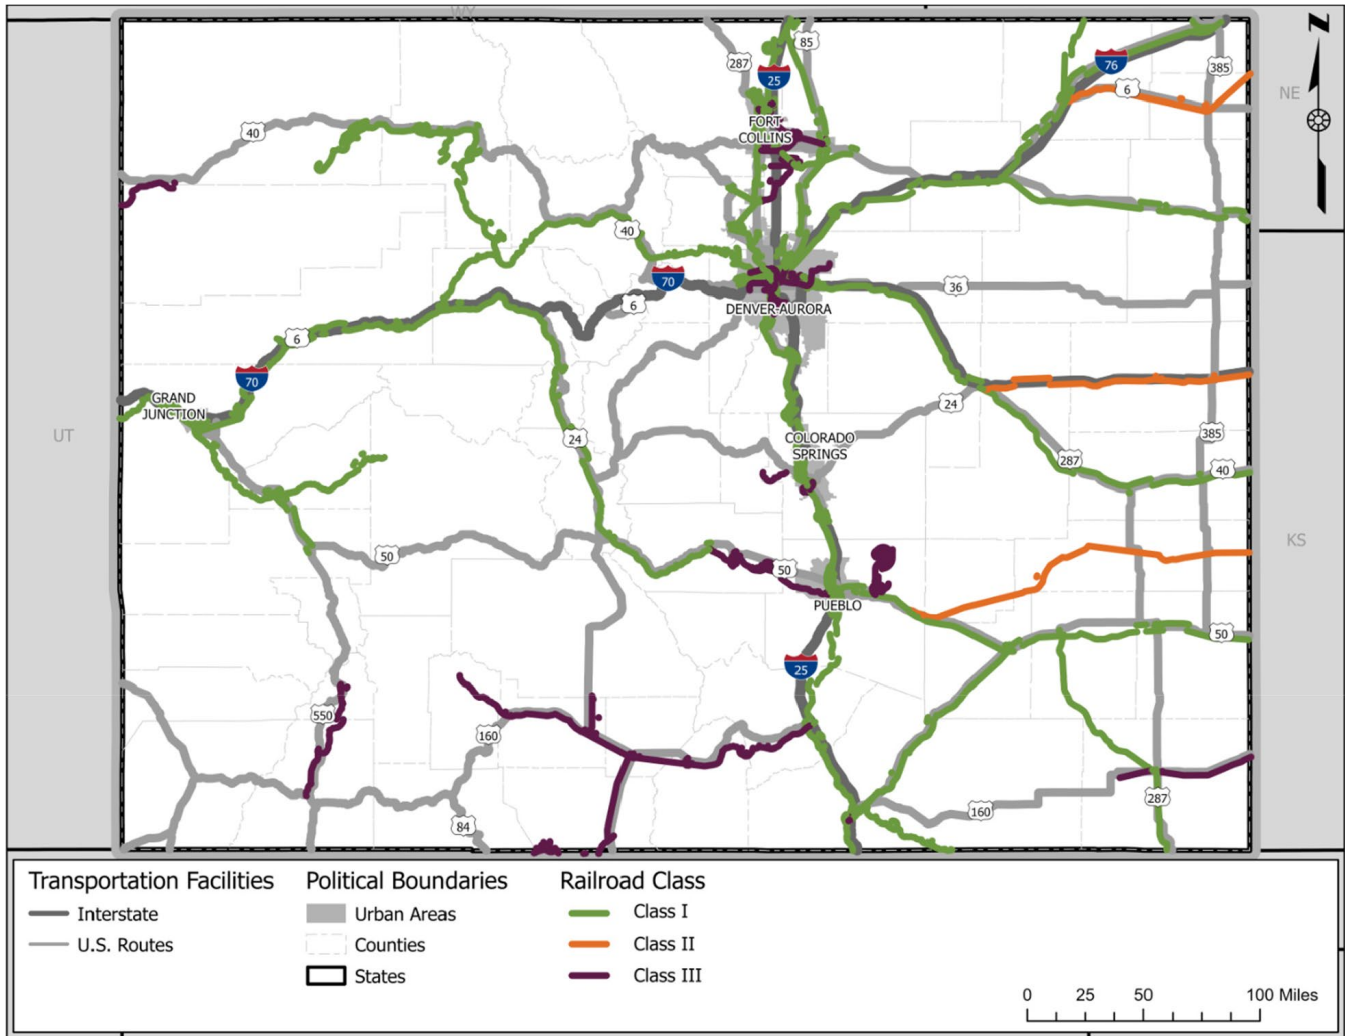 WY
N
85
287
25
76
385
6
NE
FORT
COLLINS
40
40
70
36
6
DENVER-AURORA
6
70
GRAND
JUNCTION
24
UT
24
COLORADO
SPRINGS
385
287
40
KS
50
50
PUEBLO
50
25
550
160
287
160
84
Transportation Facilities
Interstate
U.S. Routes
Political Boundaries
Urban Areas
Counties
States
Railroad Class
Class I
Class II
Class III
0 25 50 100 Miles